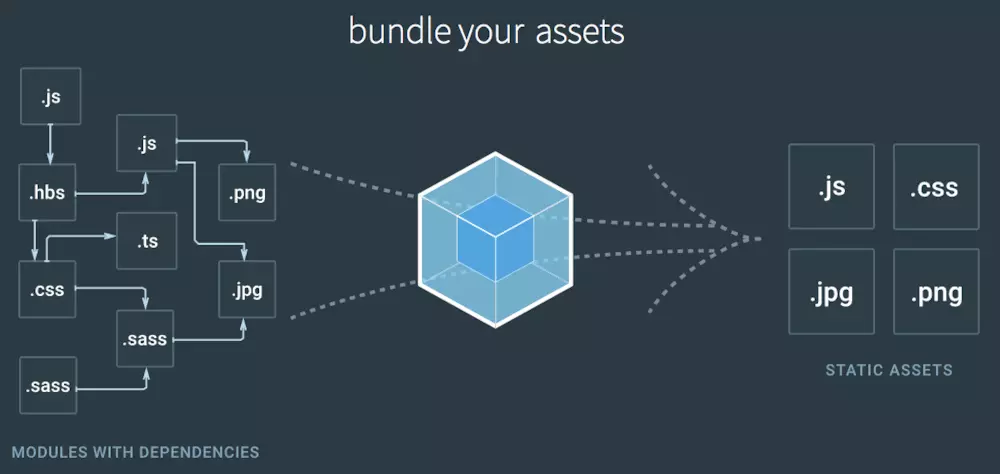 bundle your assets
.js
.js
.hbs
.png
.ts
.css
.jpg
.sass
.sass
MODULES WITH DEPENDENCIES
.js
.css
.jpg
.png
STATIC ASSETS